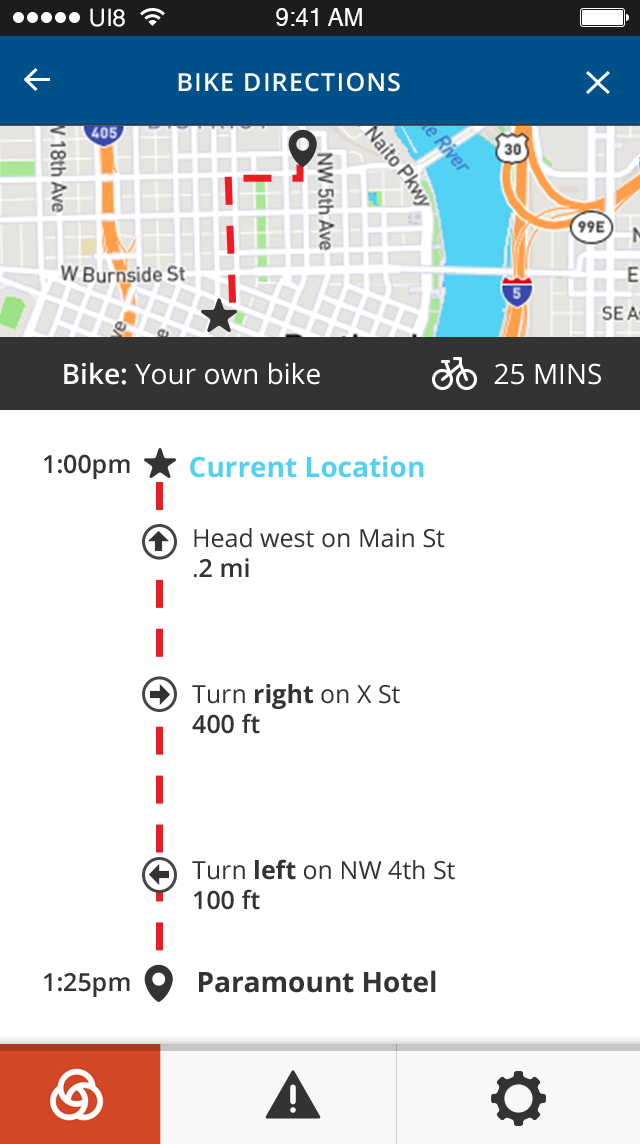 UI8 9:41 AM
BIKE DIRECTIONS
W 18th Ave
405
NW 5th Ave
Naito Pkwy
River
30
99E
W Burnside St
5
E
SE
Bike: Your own bike 25 MINS
1:00pm Current Location
Head west on Main St
.2 mi
Turn right on X St
400 ft
Turn left on NW 4th St
100 ft
1:25pm Paramount Hotel